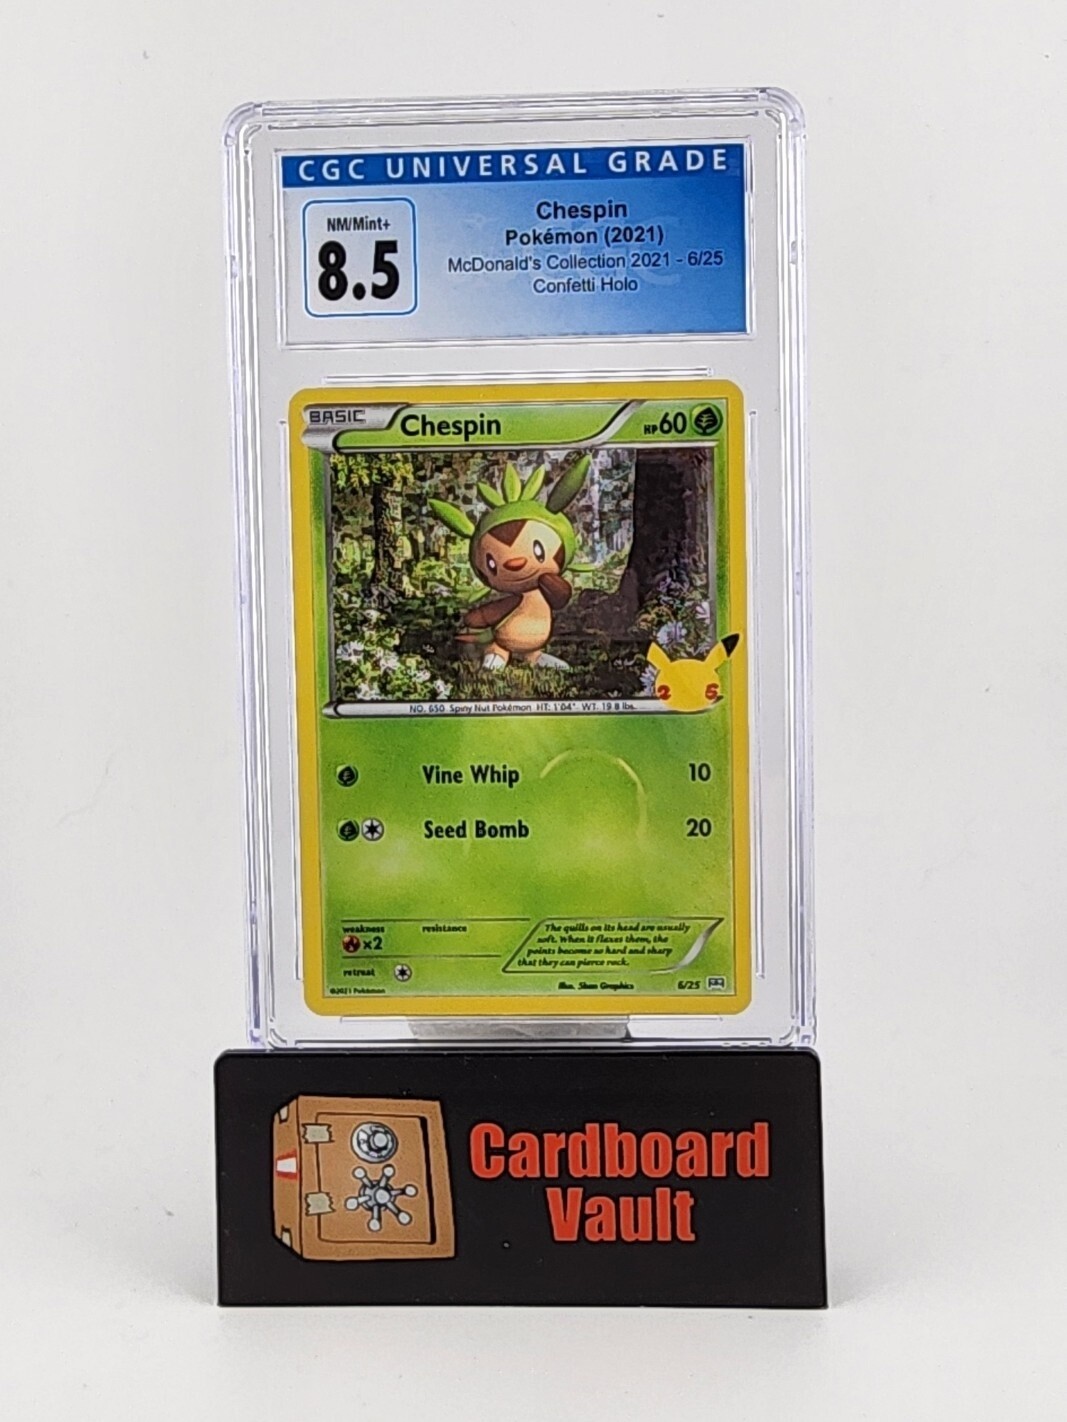 CGC UNIVERSAL GRADE
NM/Mint+
8.5
Chespin
Pokémon (2021)
McDonald's Collection 2021 - 6/25
Confetti Holo
BASIC
Chespin
HP60
25
NO. 650 Spiny Nut Pokémon HT: 1'04" WT: 19.8 lbs.
Vine Whip 10
Seed Bomb 20
weakness resistance
x2
The quills on its head are usually
soft. When it flexes them, the
points become so hard and sharp
that they can pierce rock.
retreat
©2021 Pokémon
Illus. 5ban Graphics
6/25
Cardboard
Vault